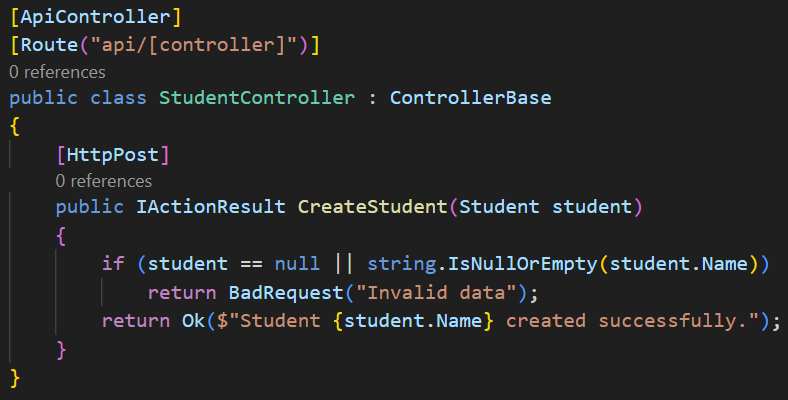 [ApiController]
[Route("api/[controller]")]
0 references
public class StudentController : ControllerBase
{
    [HttpPost]
    0 references
    public IActionResult CreateStudent(Student student)
    {
        if (student == null || string.IsNullOrEmpty(student.Name))
            return BadRequest("Invalid data");
        return Ok($"Student {student.Name} created successfully.");
    }
}